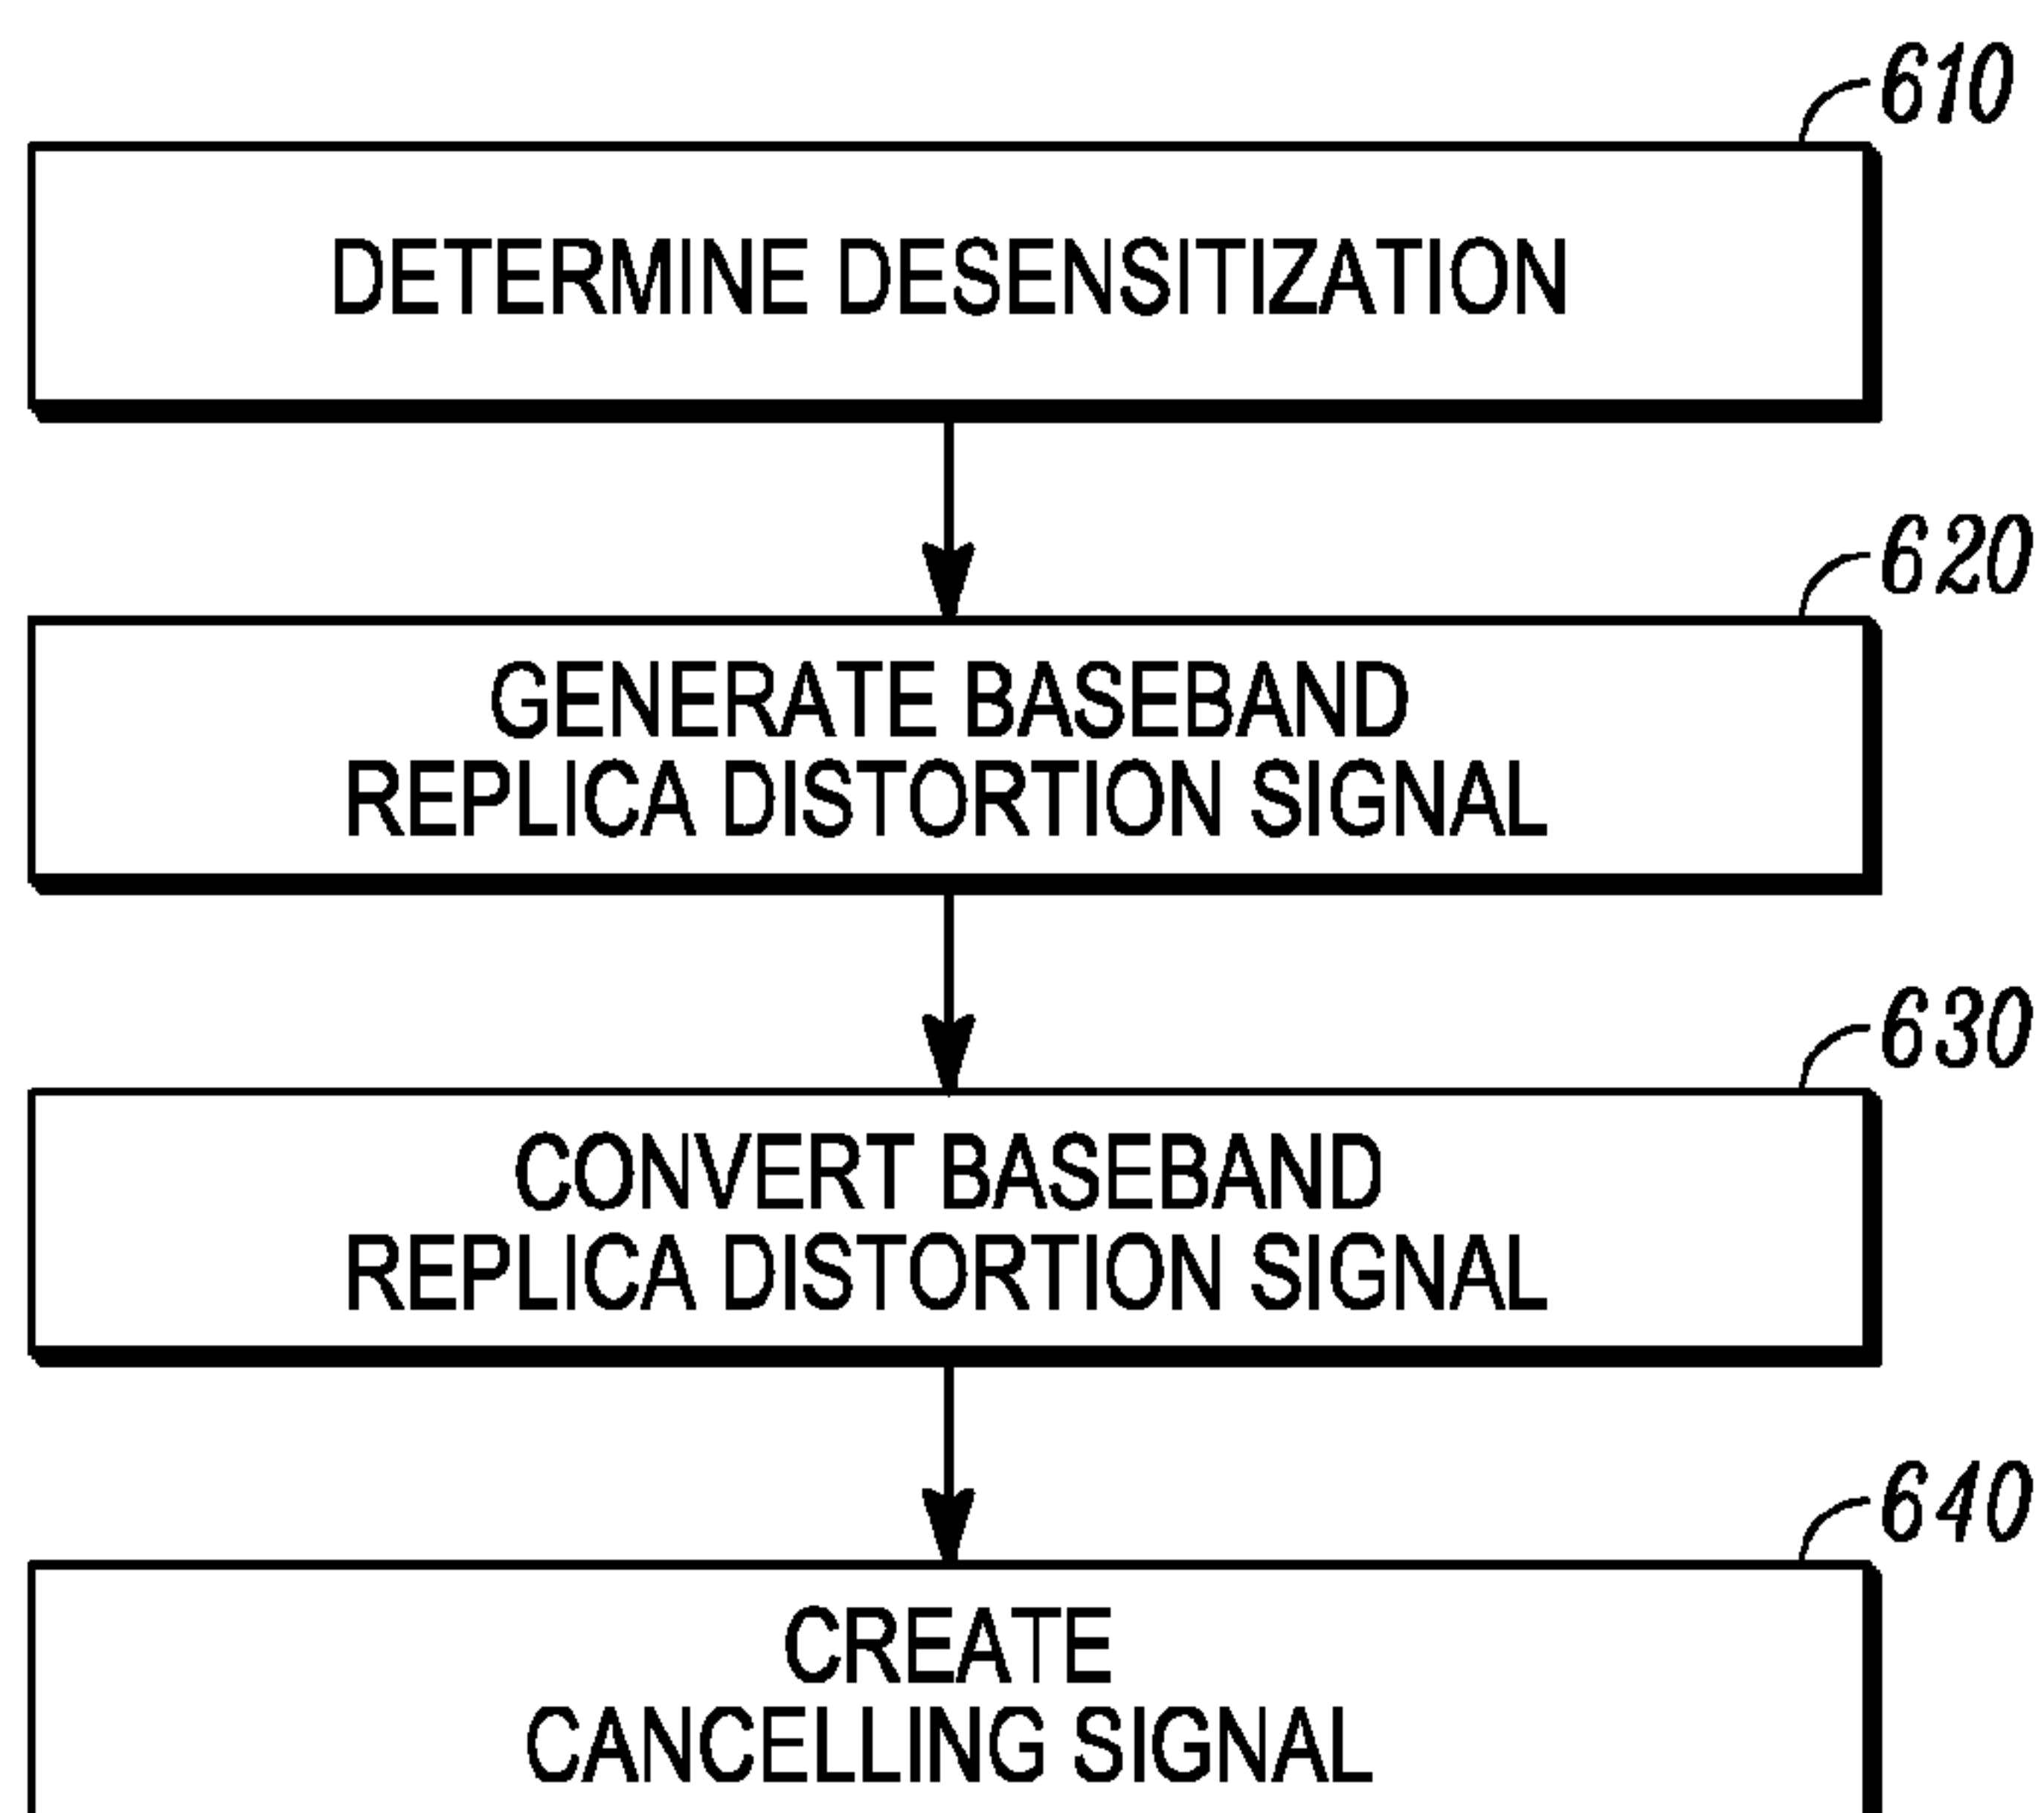 610
DETERMINE DESENSITIZATION
620
GENERATE BASEBAND
REPLICA DISTORTION SIGNAL
630
CONVERT BASEBAND
REPLICA DISTORTION SIGNAL
640
CREATE
CANCELLING SIGNAL